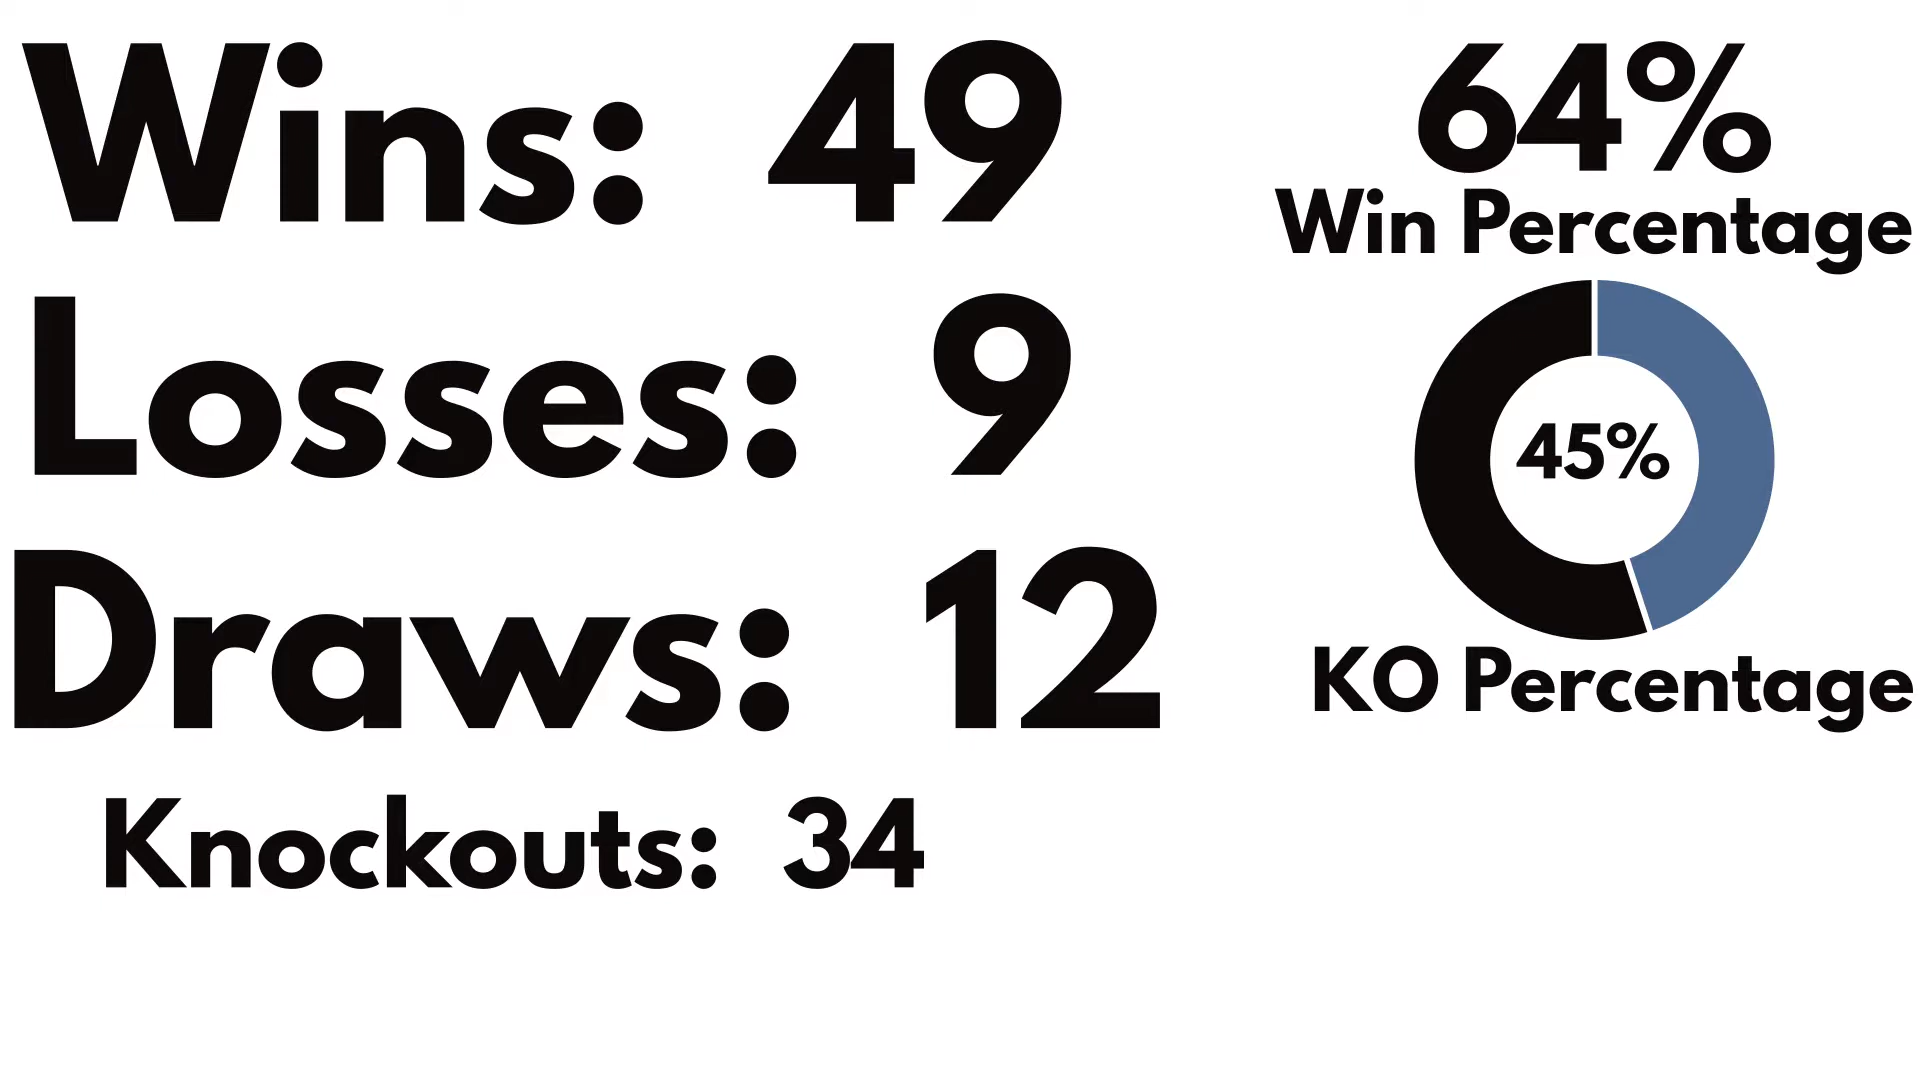 Wins: 49
Losses: 9
Draws: 12
Knockouts: 34
64%
Win Percentage
45%
KO Percentage